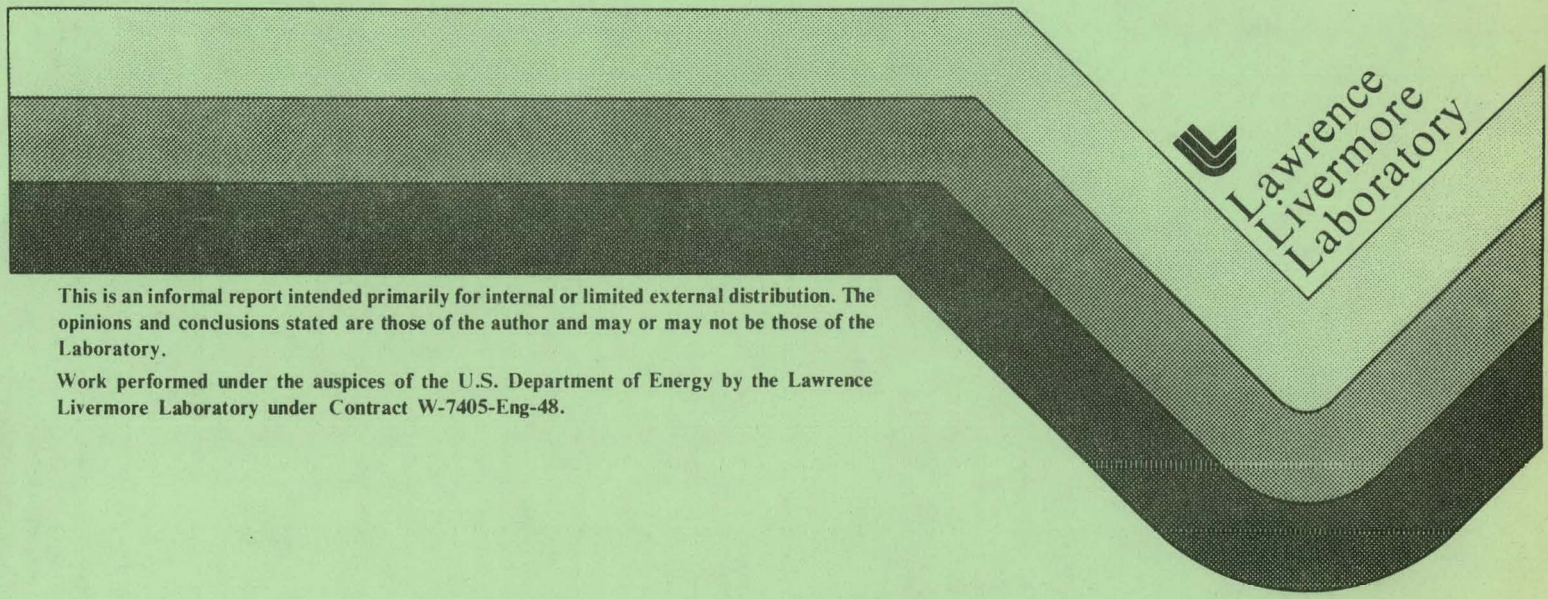 Lawrence
Livermore
Laboratory
This is an informal report intended primarily for internal or limited external distribution. The
opinions and conclusions stated are those of the author and may or may not be those of the
Laboratory.
Work performed under the auspices of the U.S. Department of Energy by the Lawrence
Livermore Laboratory under Contract W-7405-Eng-48.